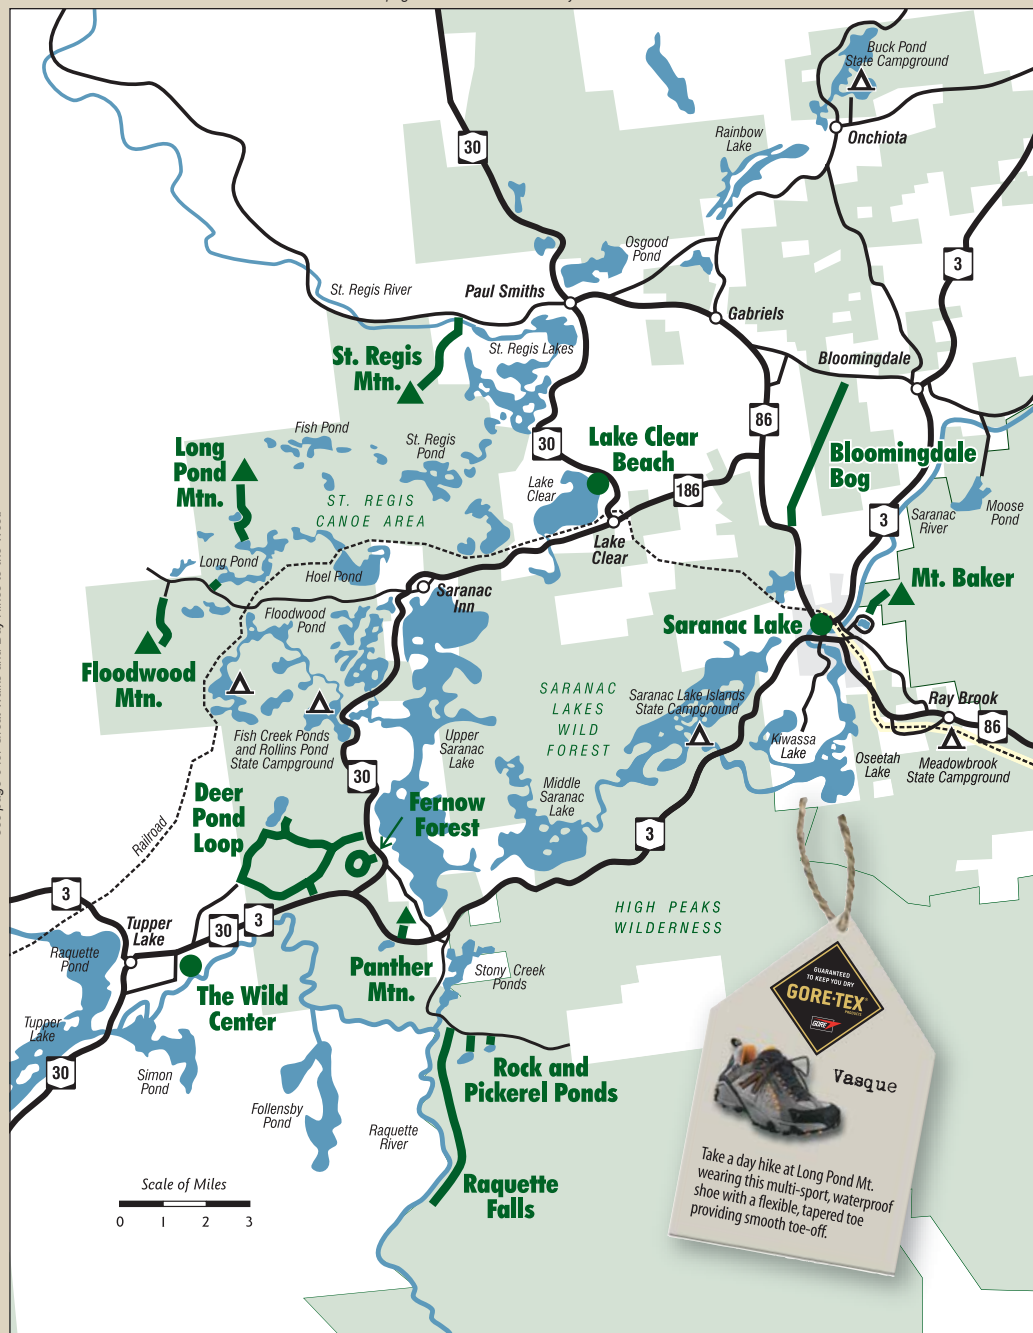 Buck Pond
State Campground
Onchiota
30
Rainbow
Lake
3
Osgood
Pond
St. Regis River
Paul Smiths
Gabriels
St. Regis
Mtn.
St. Regis Lakes
Bloomingdale
86
Fish Pond
30
Lake Clear
Beach
Long
Pond
Mtn.
St. Regis
Pond
Bloomingdale
Bog
Lake
Clear
186
ST. REGIS
CANOE AREA
3
Saranac
River
Moose
Pond
Lake
Clear
Long Pond
Hoel Pond
Saranac
Inn
Mt. Baker
Floodwood
Pond
Saranac Lake
Floodwood
Mtn.
SARANAC
LAKES
WILD
FOREST
Saranac Lake Islands
State Campground
Ray Brook
86
Fish Creek Ponds
and Rollins Pond
State Campground
Upper
Saranac
Lake
Kiwassa
Lake
Oseetah
Lake
Meadowbrook
State Campground
30
Middle
Saranac
Lake
Deer
Pond
Loop
Fernow
Forest
Railroad
3
3
30
3
Tupper
Lake
HIGH PEAKS
WILDERNESS
Raquette
Pond
Panther
Mtn.
Stony Creek
Ponds
The Wild
Center
Tupper
Lake
30
Simon
Pond
Rock and
Pickerel Ponds
Follensby
Pond
Raquette
River
Raquette
Falls
Scale of Miles
0 1 2 3
GUARANTEED
TO KEEP YOU DRY
GORE-TEX®
PRODUCTS
GORE
Vasque
Take a day hike at Long Pond Mt.
wearing this multi-sport, waterproof
shoe with a flexible, tapered toe
providing smooth toe-off.